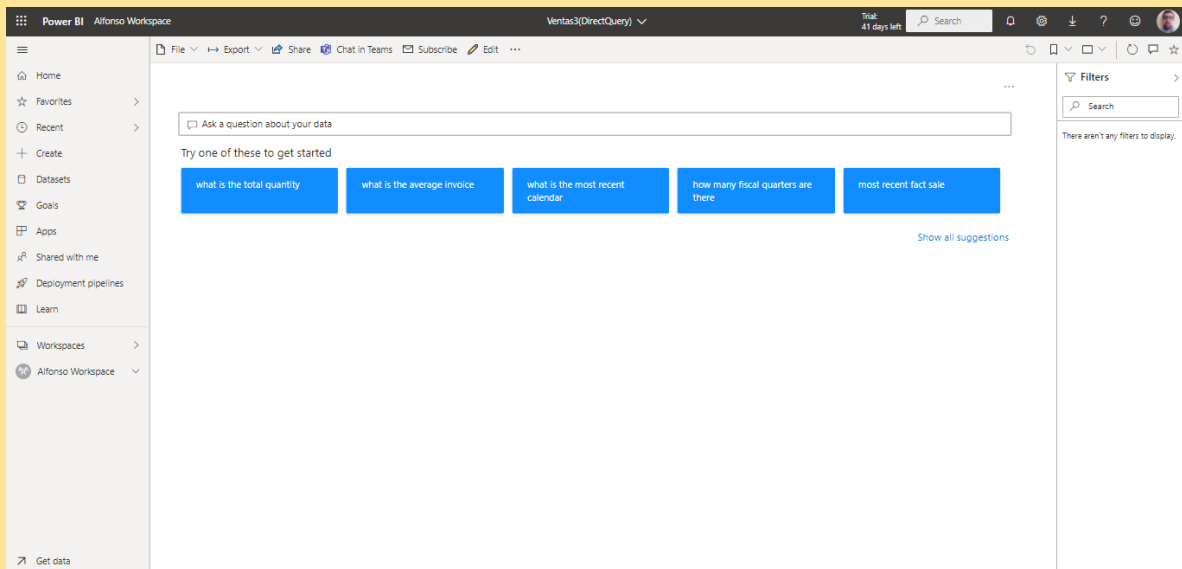 Power BI Alfonso Workspace
Ventas3(DirectQuery)
Trial:
41 days left
Search
File
Export
Share
Chat in Teams
Subscribe
Edit
Home
Favorites
Recent
Create
Datasets
Goals
Apps
Shared with me
Deployment pipelines
Learn
Workspaces
Alfonso Workspace
Get data
Ask a question about your data
Try one of these to get started
what is the total quantity
what is the average invoice
what is the most recent
calendar
how many fiscal quarters are
there
most recent fact sale
Show all suggestions
Filters
Search
There aren't any filters to display.